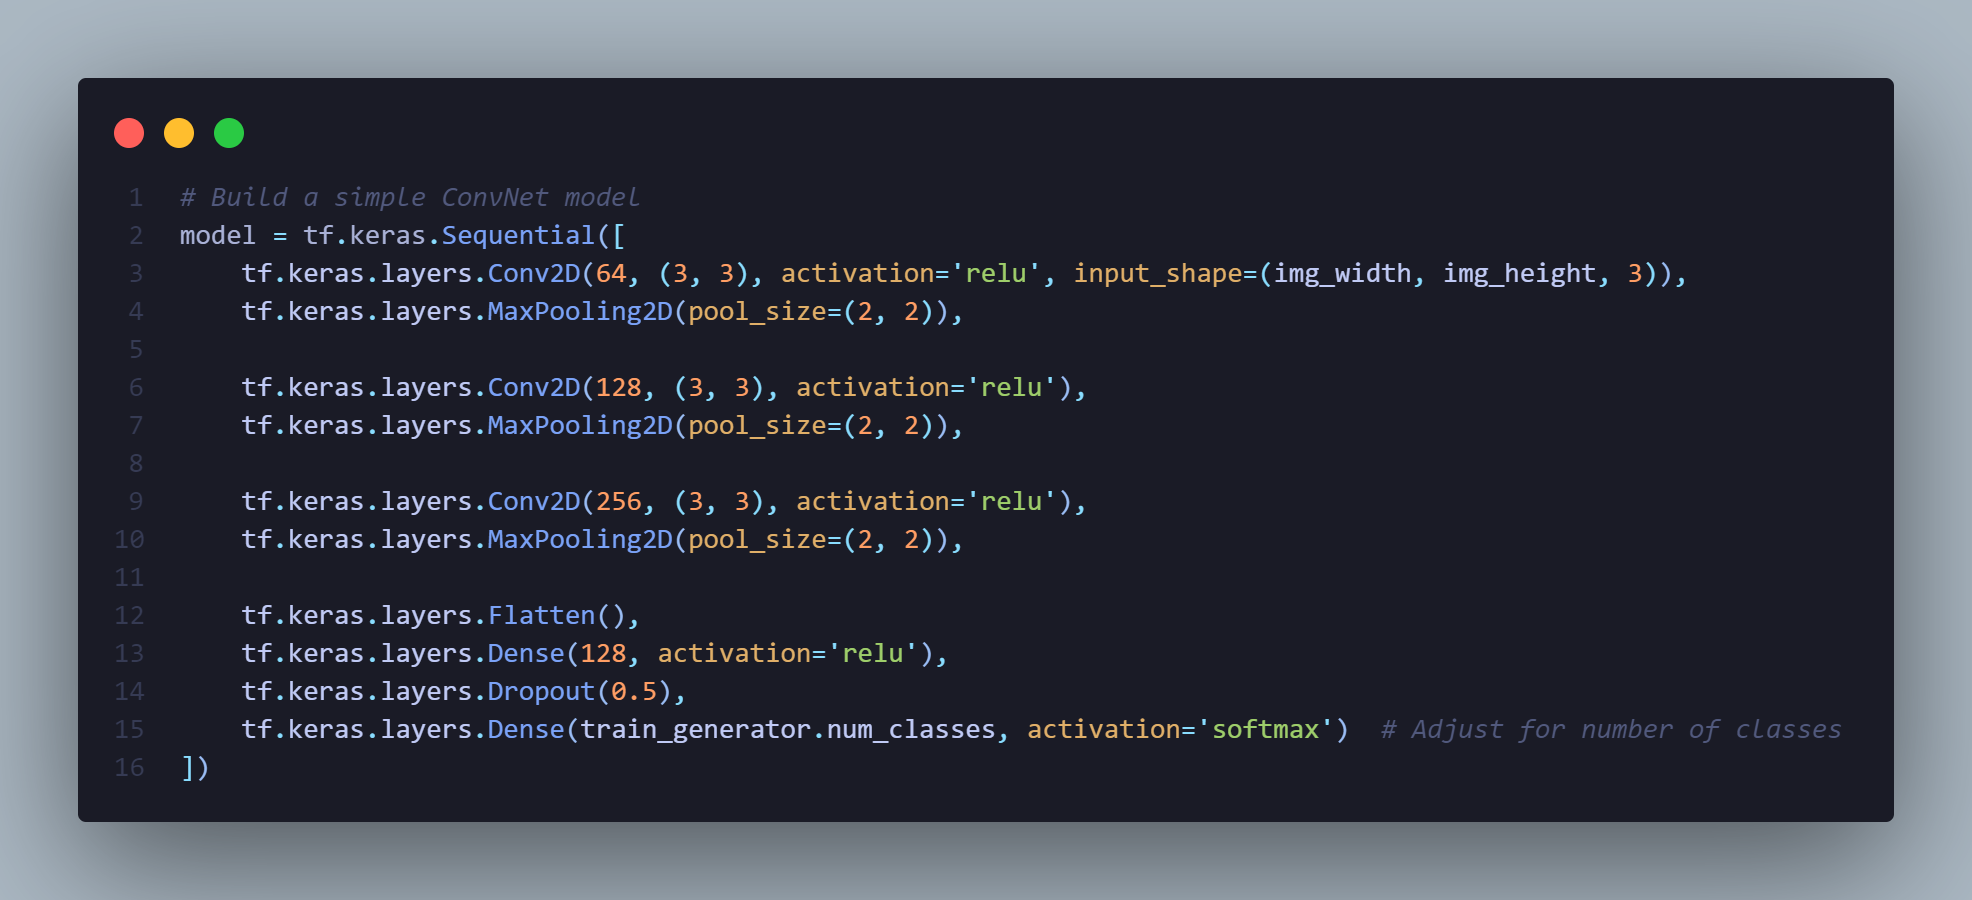 1 # Build a simple ConvNet model
2 model = tf.keras.Sequential([
3     tf.keras.layers.Conv2D(64, (3, 3), activation='relu', input_shape=(img_width, img_height, 3)),
4     tf.keras.layers.MaxPooling2D(pool_size=(2, 2)),
5
6     tf.keras.layers.Conv2D(128, (3, 3), activation='relu'),
7     tf.keras.layers.MaxPooling2D(pool_size=(2, 2)),
8
9     tf.keras.layers.Conv2D(256, (3, 3), activation='relu'),
10     tf.keras.layers.MaxPooling2D(pool_size=(2, 2)),
11
12     tf.keras.layers.Flatten(),
13     tf.keras.layers.Dense(128, activation='relu'),
14     tf.keras.layers.Dropout(0.5),
15     tf.keras.layers.Dense(train_generator.num_classes, activation='softmax')  # Adjust for number of classes
16 ])